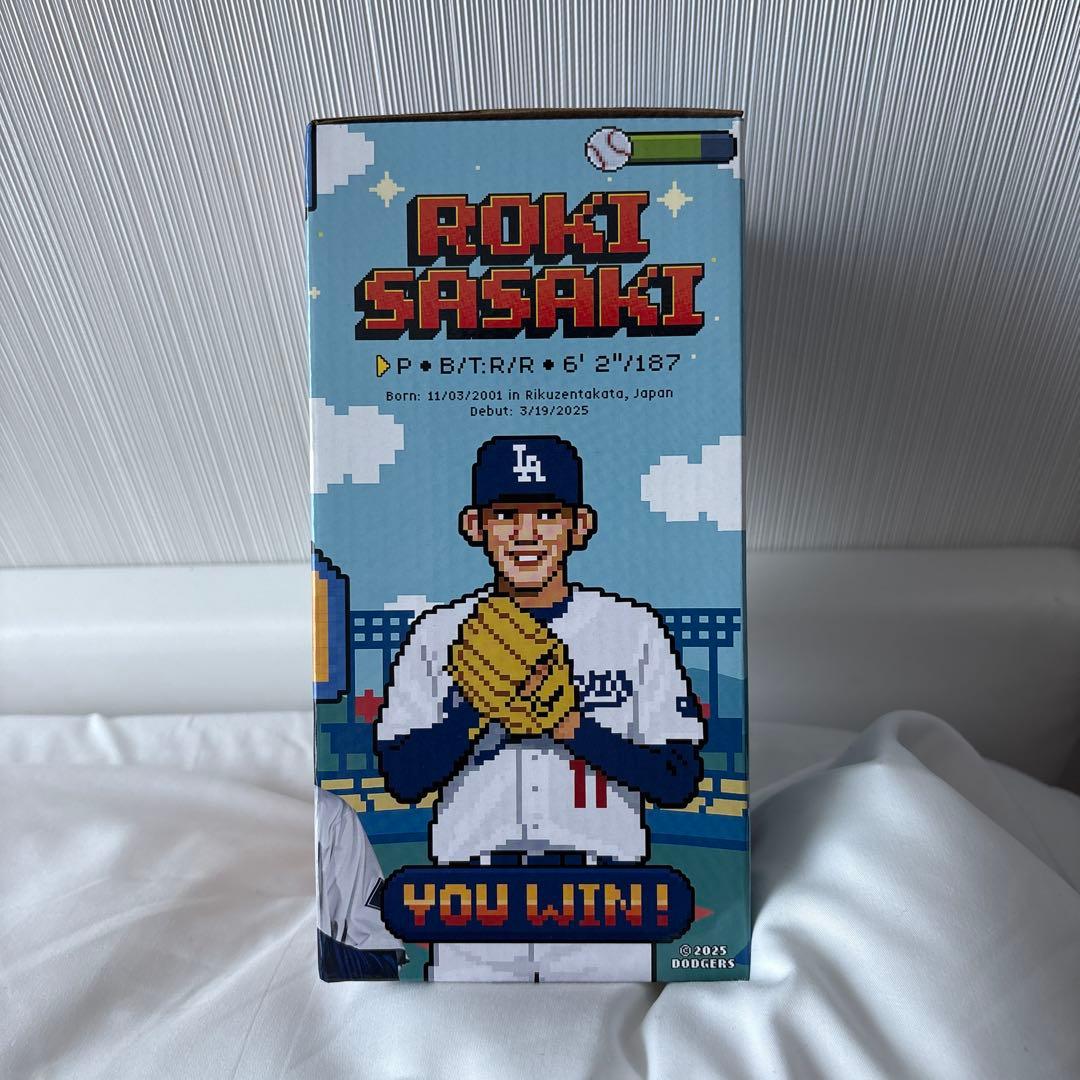 ROKI
SASAKI
P • B/T:R/R • 6' 2"/187
Born: 11/03/2001 in Rikuzentakata, Japan
Debut: 3/19/2025
LA
11
YOU WIN!
© 2025
DODGERS